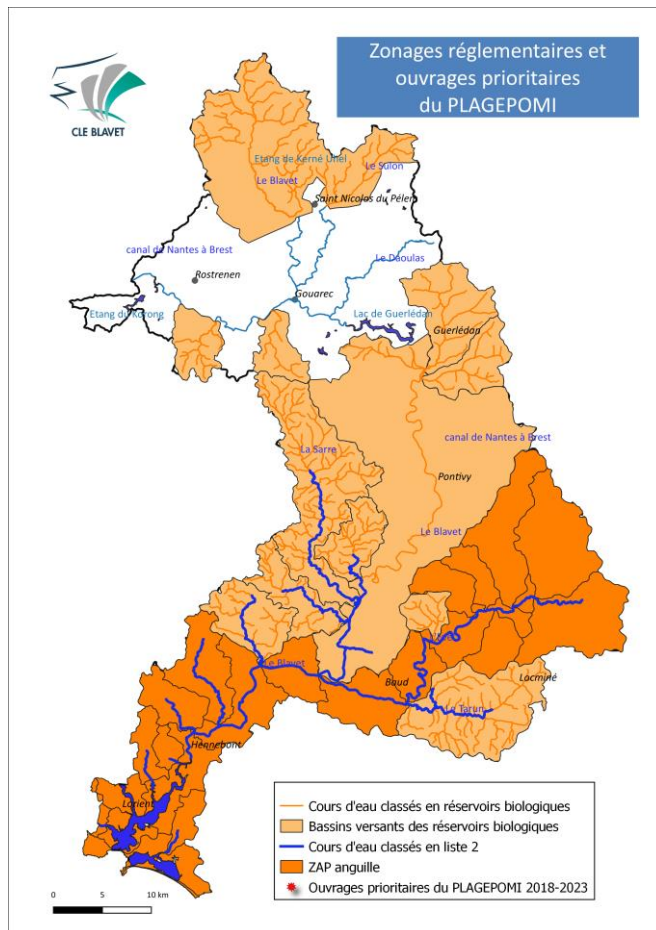 Zonages réglementaires et
ouvrages prioritaires
du PLAGEPOMI
CLE BLAVET
Etang de Kerné Uhel
Le Blavet
Le Sulon
Saint Nicolas du Pélem
canal de Nantes à Brest
Le Daoulas
Rostrenen
Gouarec
Etang du Korong
Lac de Guerlédan
Guerlédan
La Sarre
canal de Nantes à Brest
Pontivy
Le Blavet
Le Blavet
Baud
Locminé
Le Tarun
Hennebont
Lorient
Cours d'eau classés en réservoirs biologiques
Bassins versants des réservoirs biologiques
Cours d'eau classés en liste 2
ZAP anguille
Ouvrages prioritaires du PLAGEPOMI 2018-2023
0 5 10 km